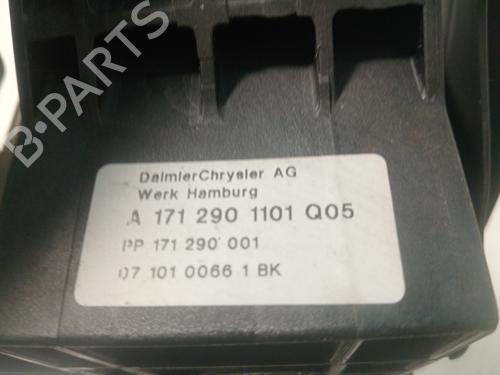 B-PARTS
DaimlerChrysler AG
Werk Hamburg
A 171 290 1101 Q05
PP 171 290 001
07 101 0066 1 BK